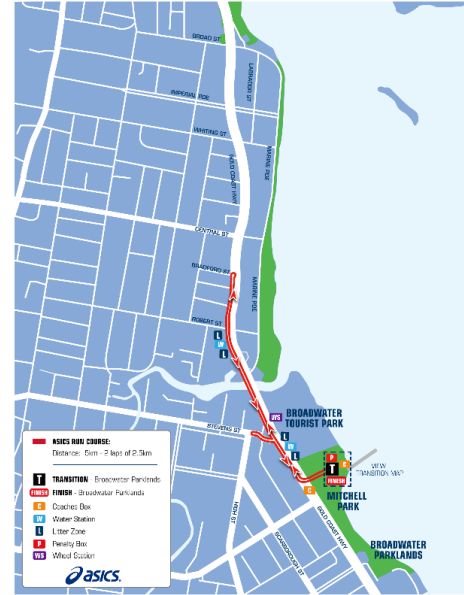 BROAD ST
LABRADOR ST
IMPERIAL PDE
WHITING ST
GOLD COAST HWY
MARINE PDE
CENTRAL ST
BRADFORD ST
MARINE PDE
ROBERT ST
L
W
L
WS
BROADWATER
TOURIST PARK
STEVENS ST
L
W
L
P
C
T
FINISH
VIEW
TRANSITION MAP
C
MITCHELL
PARK
HIGH ST
GOLD COAST HWY
SCARBOROUGH ST
BROADWATER
PARKLANDS
ASICS RUN COURSE:
Distance: 5km - 2 laps of 2.5km
T TRANSITION - Broadwater Parklands
FINISH FINISH - Broadwater Parklands
C Coaches Box
W Water Station
L Litter Zone
P Penalty Box
WS Wheel Station
asics.